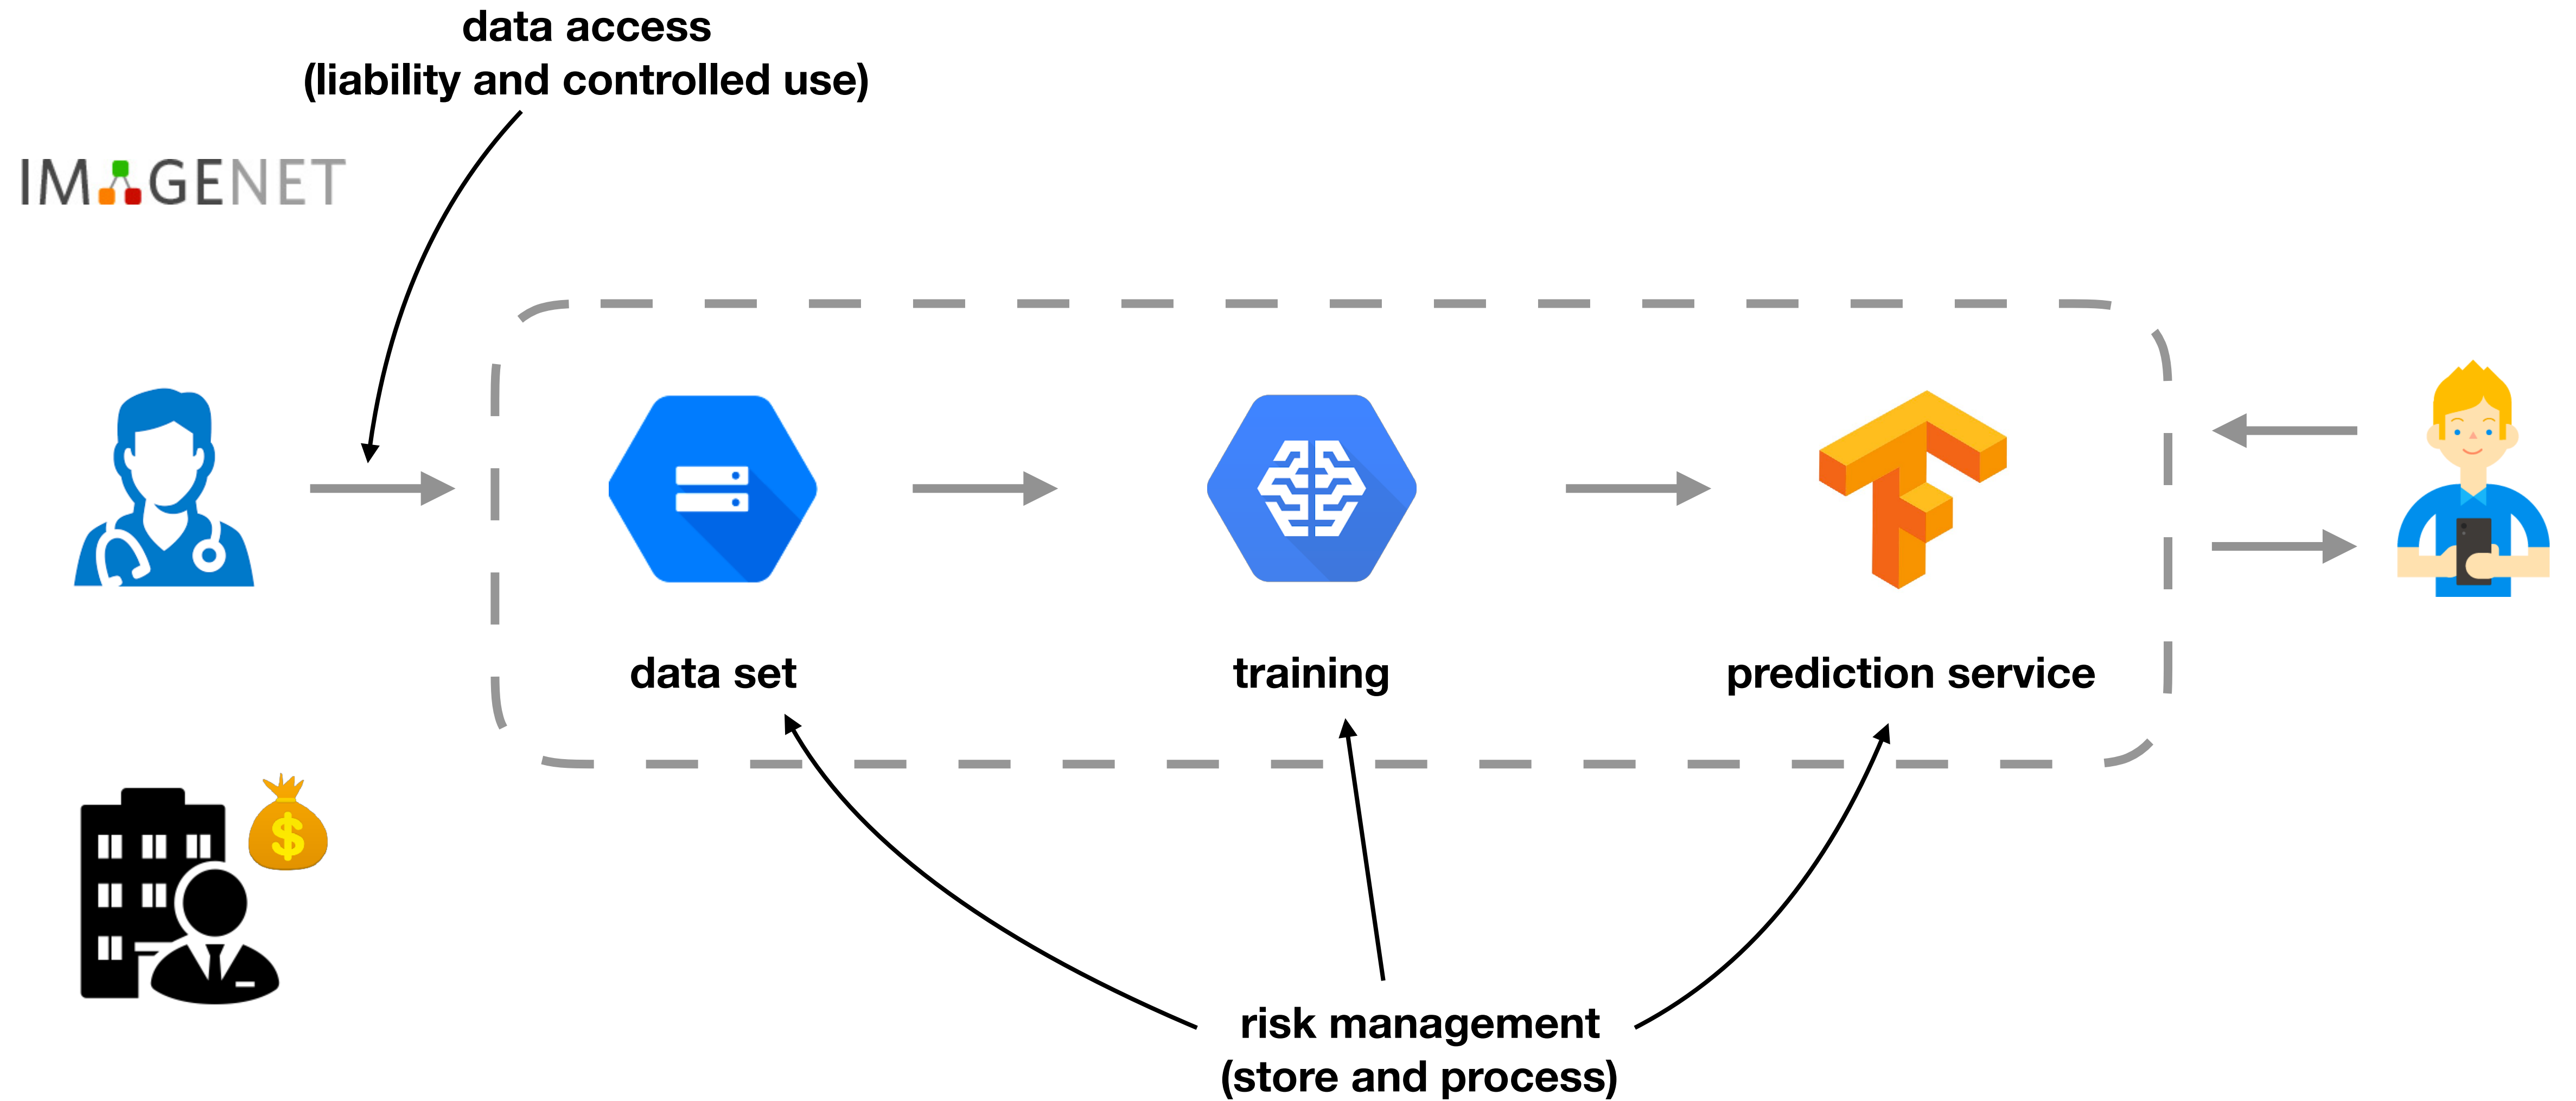 data access
(liability and controlled use)
IMAGENET
data set
training
prediction service
$
risk management
(store and process)